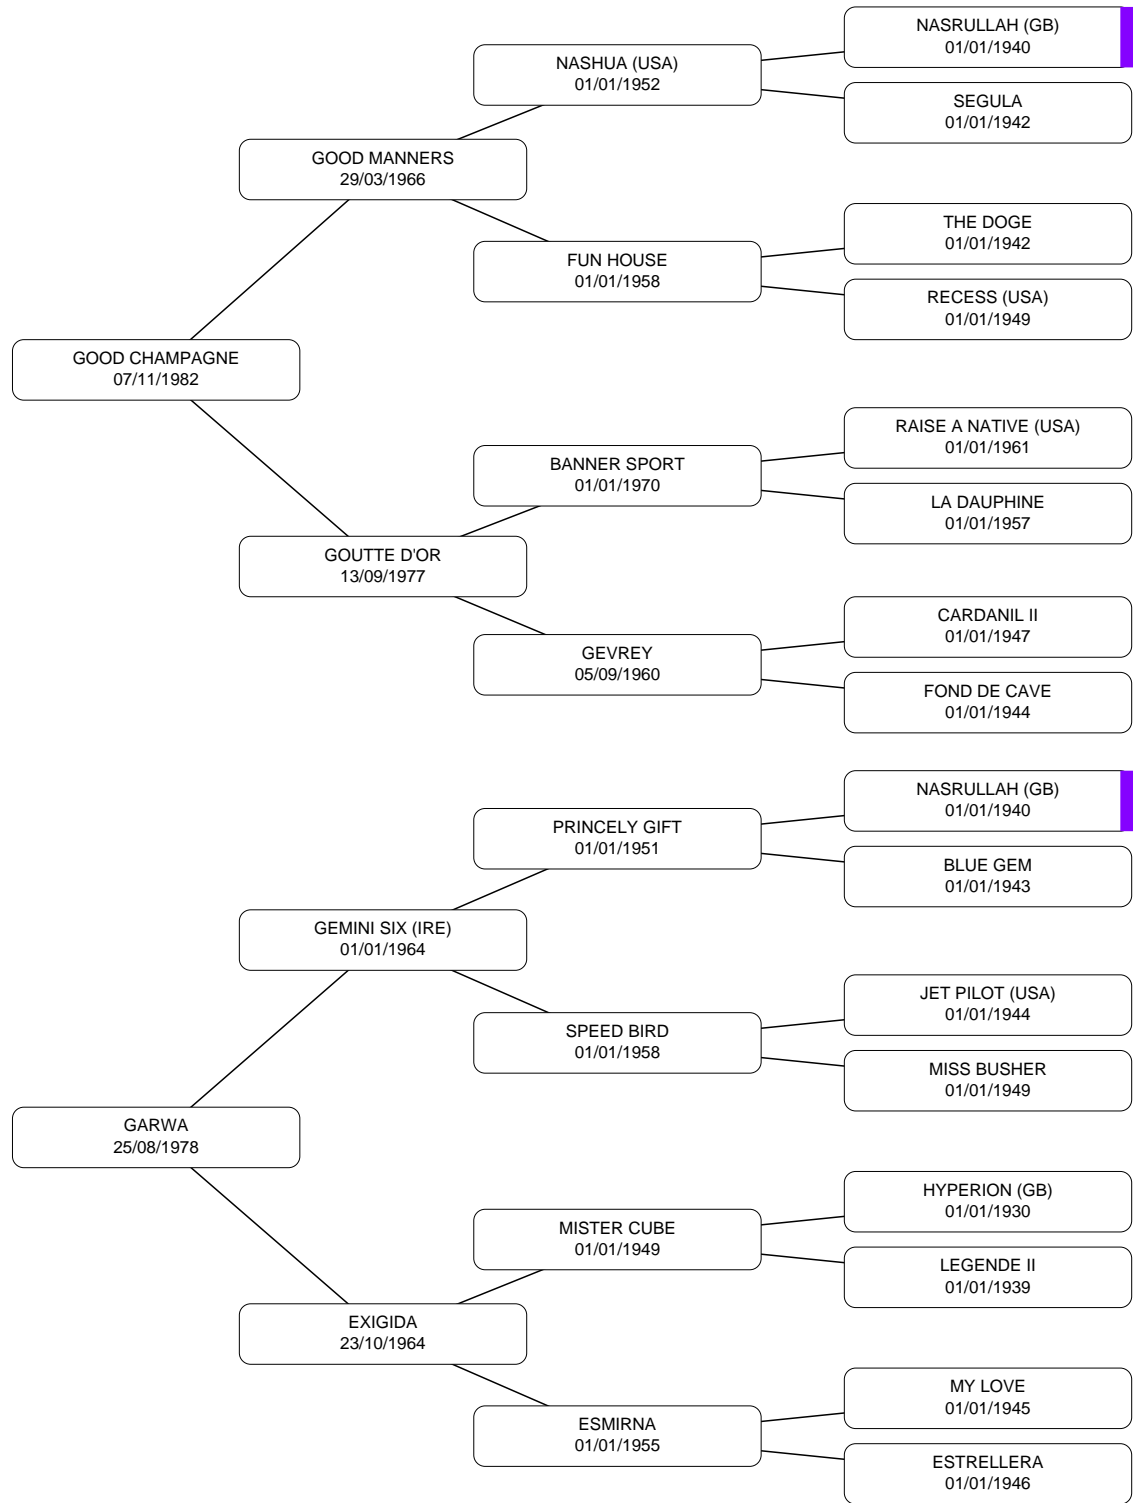 NASRULLAH (GB)
01/01/1940
NASHUA (USA)
01/01/1952
SEGULA
01/01/1942
GOOD MANNERS
29/03/1966
THE DOGE
01/01/1942
FUN HOUSE
01/01/1958
RECESS (USA)
01/01/1949
GOOD CHAMPAGNE
07/11/1982
RAISE A NATIVE (USA)
01/01/1961
BANNER SPORT
01/01/1970
LA DAUPHINE
01/01/1957
GOUTTE D'OR
13/09/1977
CARDANIL II
01/01/1947
GEVREY
05/09/1960
FOND DE CAVE
01/01/1944
NASRULLAH (GB)
01/01/1940
PRINCELY GIFT
01/01/1951
BLUE GEM
01/01/1943
GEMINI SIX (IRE)
01/01/1964
JET PILOT (USA)
01/01/1944
SPEED BIRD
01/01/1958
MISS BUSHER
01/01/1949
GARWA
25/08/1978
HYPERION (GB)
01/01/1930
MISTER CUBE
01/01/1949
LEGENDE II
01/01/1939
EXIGIDA
23/10/1964
MY LOVE
01/01/1945
ESMIRNA
01/01/1955
ESTRELLERA
01/01/1946